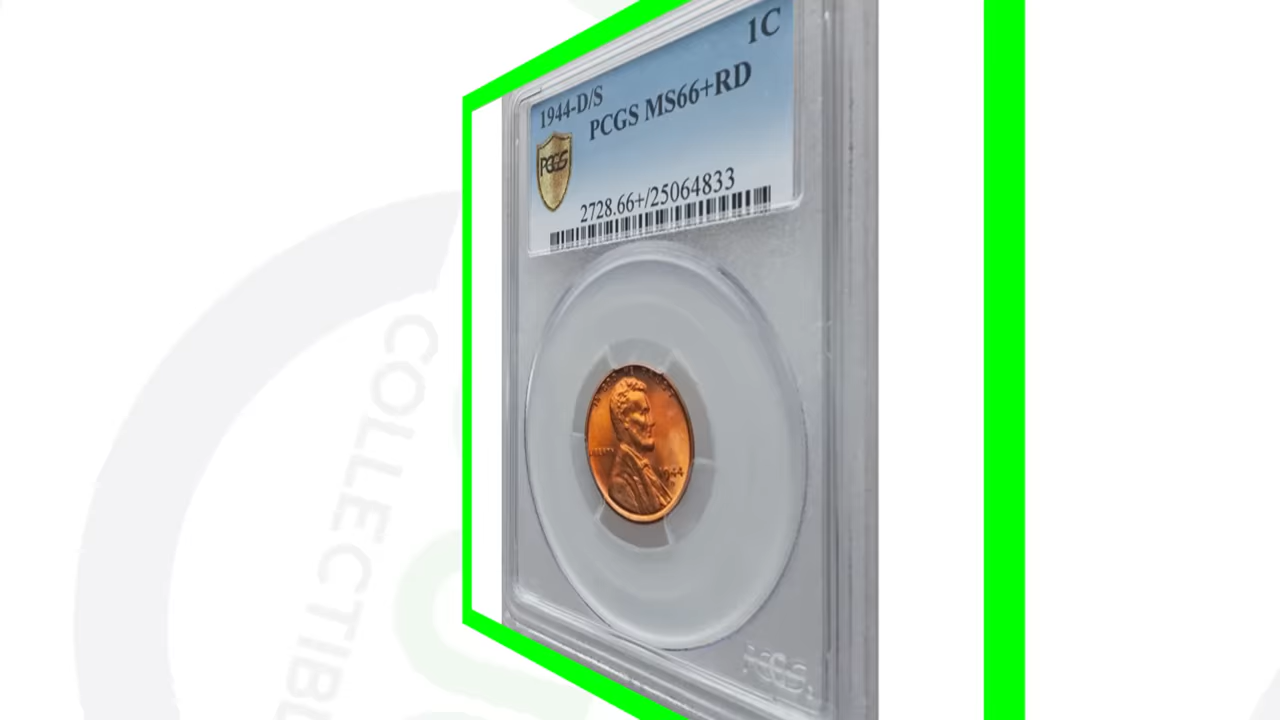 1C
1944-D/S
PCGS MS66+RD
PCGS
2728.66+/25064833
LIBERTY
1944
PCGS
COLLECTIBL